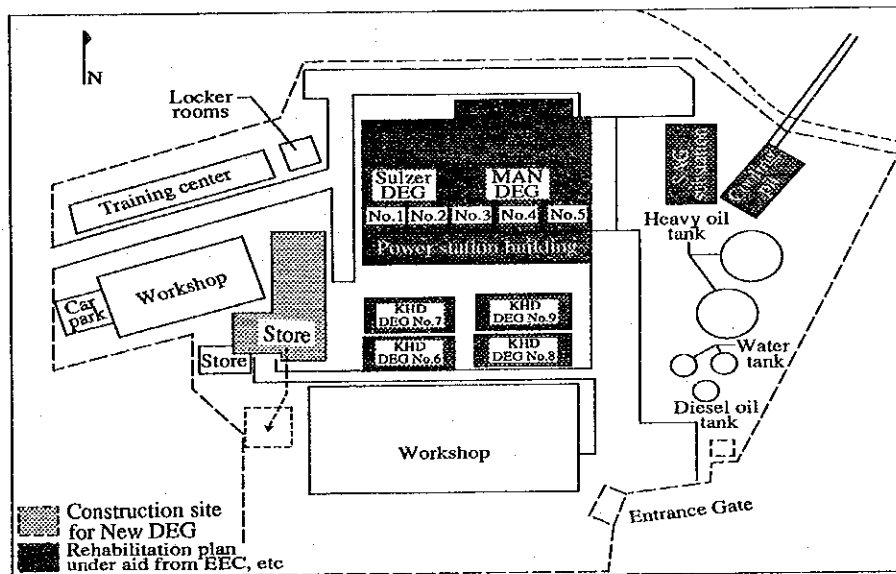 N
Locker
rooms
Training center
Sulzer
DEG
MAN
DEG
No.1
No.2
No.3
No.4
No.5
Power station building
Heavy oil
tank
Car
park
Workshop
Store
Store
KHD
DEG No.7
KHD
DEG No.9
KHD
DEG No.6
KHD
DEG No.8
Water
tank
Diesel oil
tank
Workshop
Entrance Gate
Construction site
for New DEG
Rehabilitation plan
under aid from EEC, etc